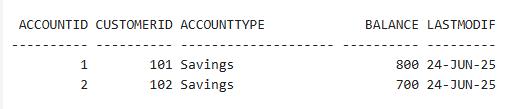 ACCOUNTID CUSTOMERID ACCOUNTTYPE BALANCE LASTMODIF
---------- ---------- -------------------- ---------- ---------
1 101 Savings 800 24-JUN-25
2 102 Savings 700 24-JUN-25